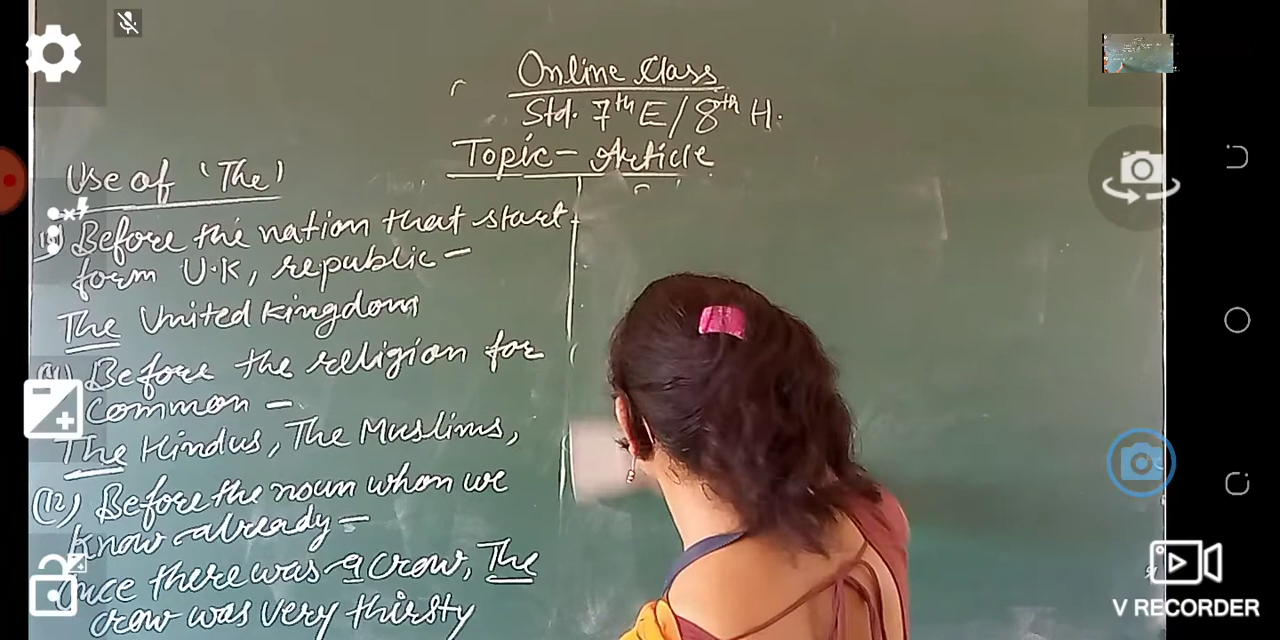 Online Class
Std. 7th E/8th H.
Topic - Article
Use of 'The'
Before the nation that start
form U.K, republic -
The United kingdom
Before the religion for
Common -
The Hindus, The Muslims,
(12) Before the noun whom we
know already -
Once there was a crow, The
crow was very thirsty
V RECORDER